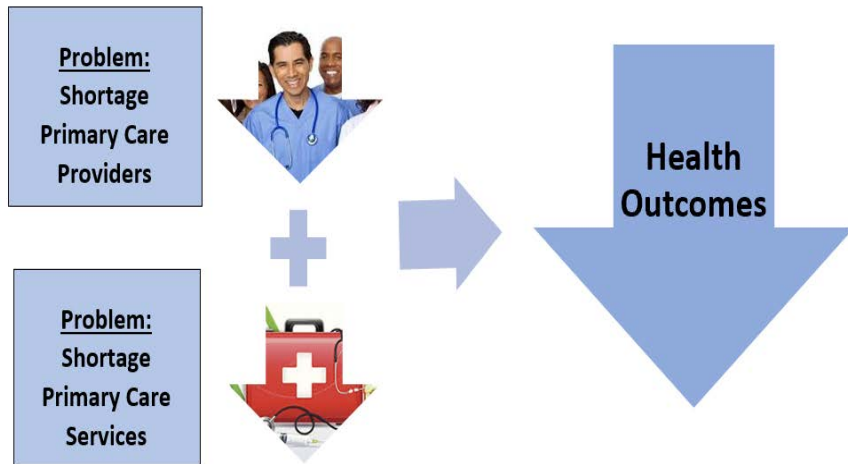 Problem:
Shortage
Primary Care
Providers
Health
Outcomes
Problem:
Shortage
Primary Care
Services